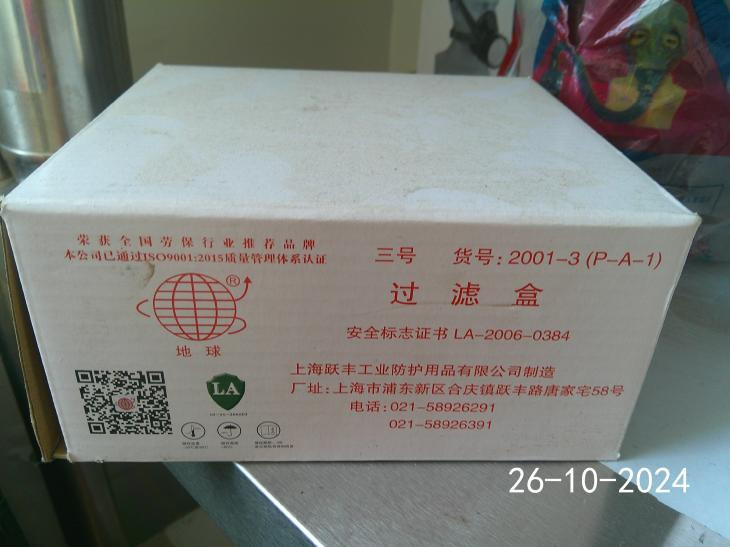 荣获全国劳保行业推荐品牌
本公司已通过ISO9001:2015质量管理体系认证
®
地球
LA
三号 货号: 2001-3 (P-A-1)
过滤盒
安全标志证书 LA-2006-0384
上海跃丰工业防护用品有限公司制造
厂址: 上海市浦东新区合庆镇跃丰路唐家宅58号
电话: 021-58926291
021-58926391
26-10-2024